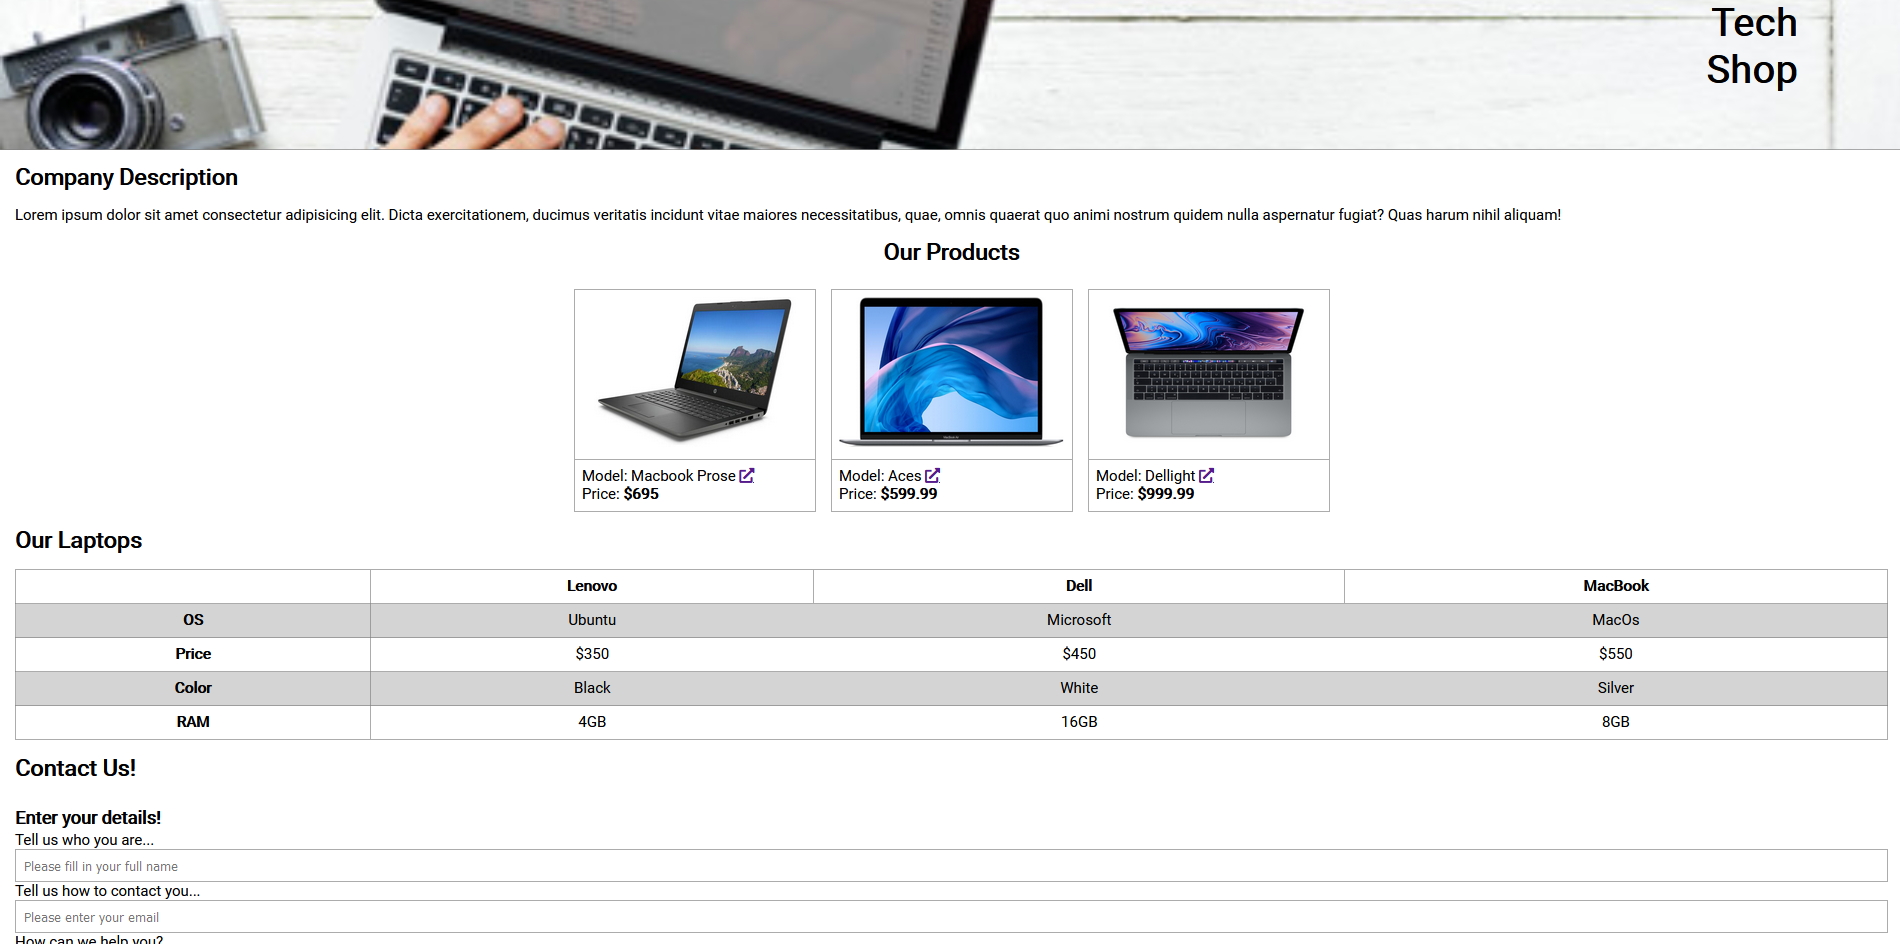 Tech
Shop
Company Description
Lorem ipsum dolor sit amet consectetur adipisicing elit. Dicta exercitationem, ducimus veritatis incidunt vitae maiores necessitatibus, quae, omnis quaerat quo animi nostrum quidem nulla aspernatur fugiat? Quas harum nihil aliquam!
Our Products
Model: Macbook Prose
Price: $695
Model: Aces
Price: $599.99
Model: Dellight
Price: $999.99
Our Laptops
Lenovo Dell MacBook
OS Ubuntu Microsoft MacOs
Price $350 $450 $550
Color Black White Silver
RAM 4GB 16GB 8GB
Contact Us!
Enter your details!
Tell us who you are...
Please fill in your full name
Tell us how to contact you...
Please enter your email
How can we help you?